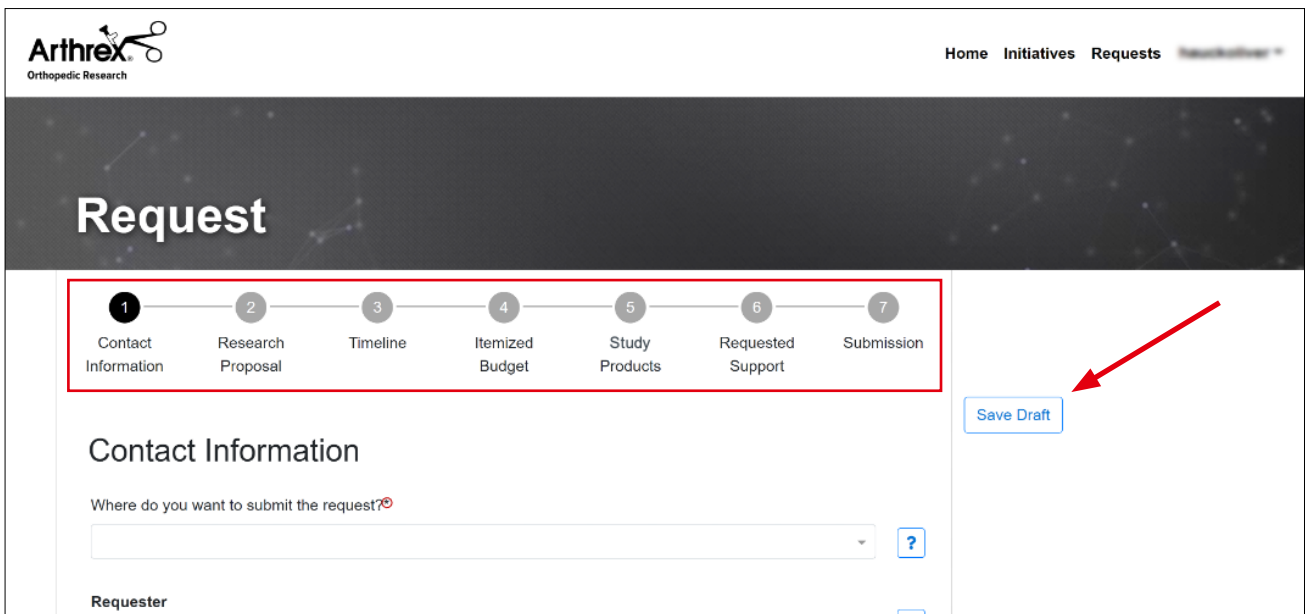 Arthrex®
Orthopedic Research
Home Initiatives Requests
Request
1 2 3 4 5 6 7
Contact Information
Research Proposal
Timeline
Itemized Budget
Study Products
Requested Support
Submission
Save Draft
Contact Information
Where do you want to submit the request?*
?
Requester